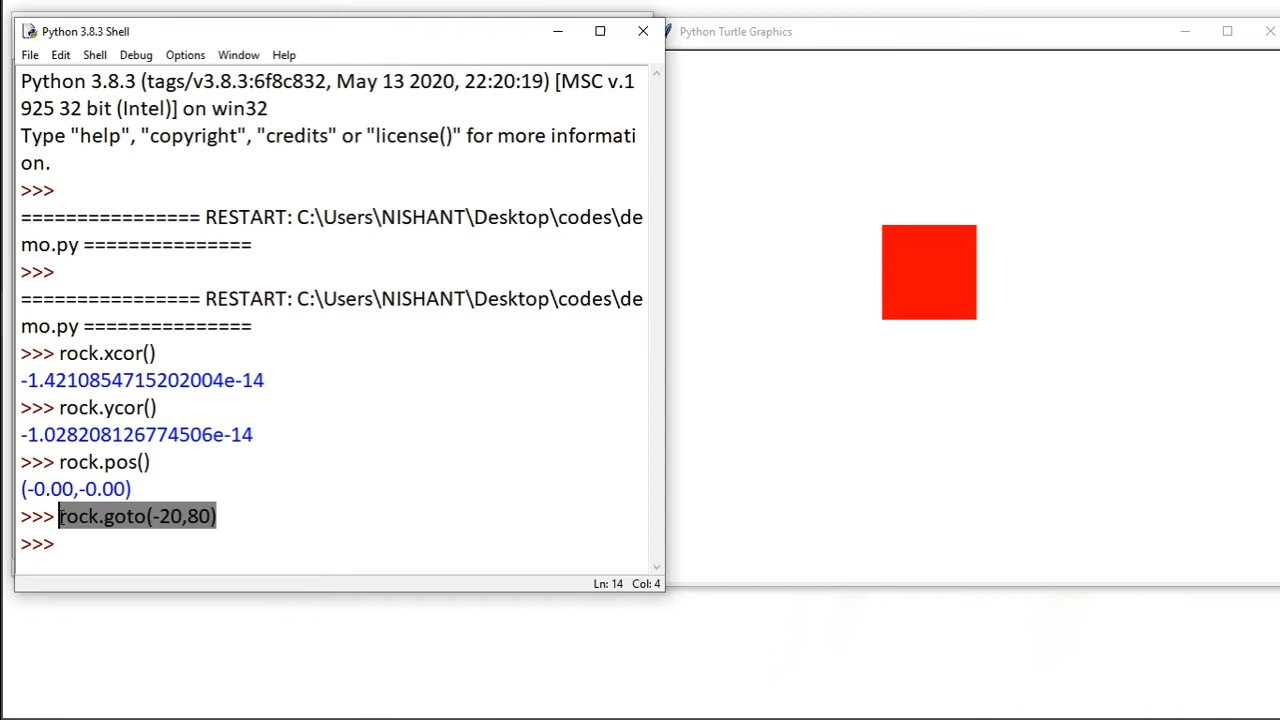 Python 3.8.3 Shell
Python Turtle Graphics
File Edit Shell Debug Options Window Help
Python 3.8.3 (tags/v3.8.3:6f8c832, May 13 2020, 22:20:19) [MSC v.1
925 32 bit (Intel)] on win32
Type "help", "copyright", "credits" or "license()" for more informati
on.
>>>
================ RESTART: C:\Users\NISHANT\Desktop\codes\de
mo.py ===============
>>>
================ RESTART: C:\Users\NISHANT\Desktop\codes\de
mo.py ===============
>>> rock.xcor()
-1.4210854715202004e-14
>>> rock.ycor()
-1.028208126774506e-14
>>> rock.pos()
(-0.00,-0.00)
>>> rock.goto(-20,80)
>>>
Ln: 14 Col: 4